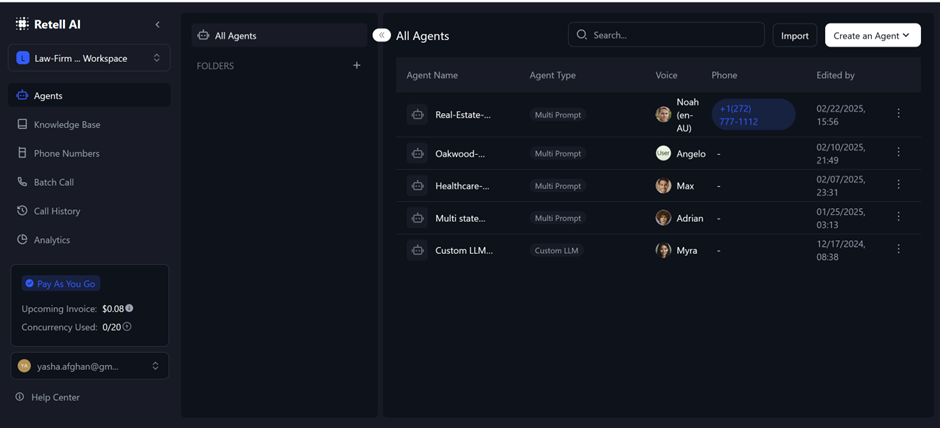 Retell AI
L Law-Firm ... Workspace
Agents
Knowledge Base
Phone Numbers
Batch Call
Call History
Analytics
Pay As You Go
Upcoming Invoice: $0.08
Concurrency Used: 0/20
YA yasha.afghan@gm...
Help Center
All Agents
FOLDERS +
All Agents
Search...
Import
Create an Agent
Agent Name Agent Type Voice Phone Edited by
Real-Estate-... Multi Prompt Noah (en-AU) +1(272) 777-1112 02/22/2025, 15:56
Oakwood-... Multi Prompt User Angelo - 02/10/2025, 21:49
Healthcare-... Multi Prompt Max - 02/07/2025, 23:31
Multi state... Multi Prompt Adrian - 01/25/2025, 03:13
Custom LLM... Custom LLM Myra - 12/17/2024, 08:38